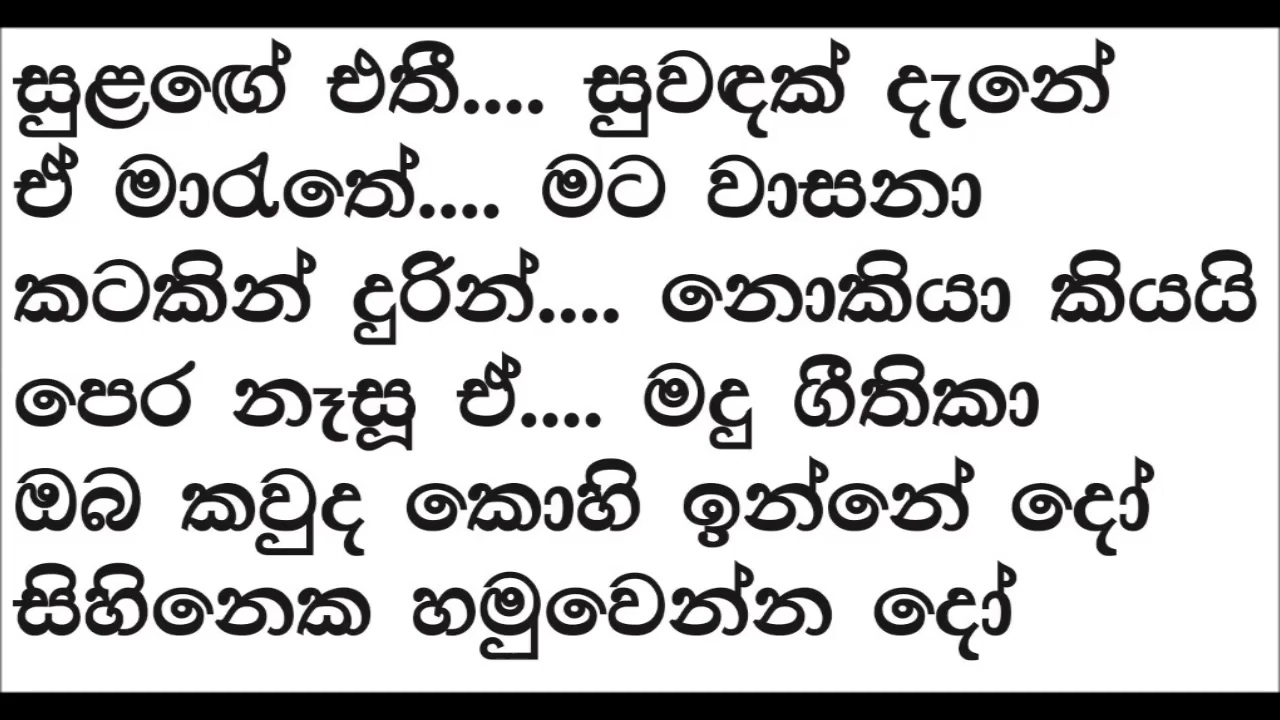 සුළඟේ එතී.... සුවඳක් දැනේ
ඒ මාරැතේ.... මට වාසනා
කටකින් දුරින්.... නොකියා කියයි
පෙර නෑසූ ඒ.... මදු ගීතිකා
ඔබ කවුද කොහි ඉන්නේ දෝ
සිහිනෙක හමුවෙන්න දෝ